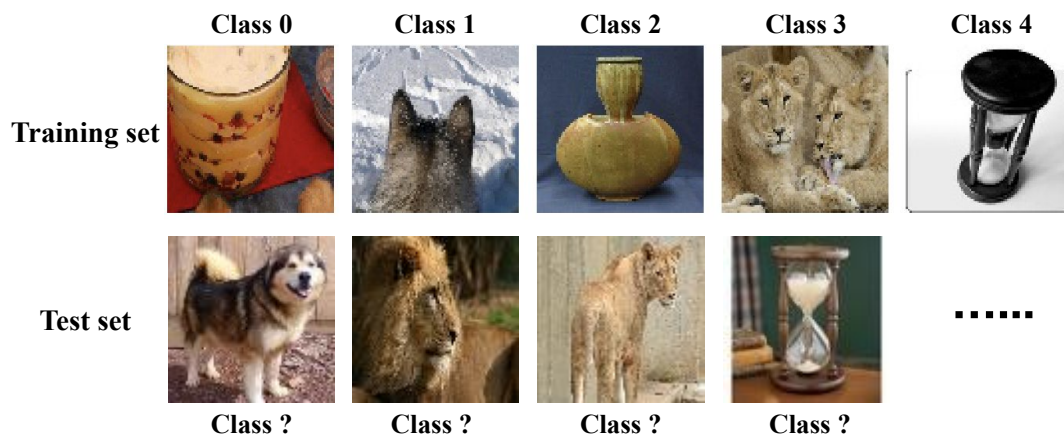 Class 0 Class 1 Class 2 Class 3 Class 4
Training set
Test set
......
Class ? Class ? Class ? Class ?